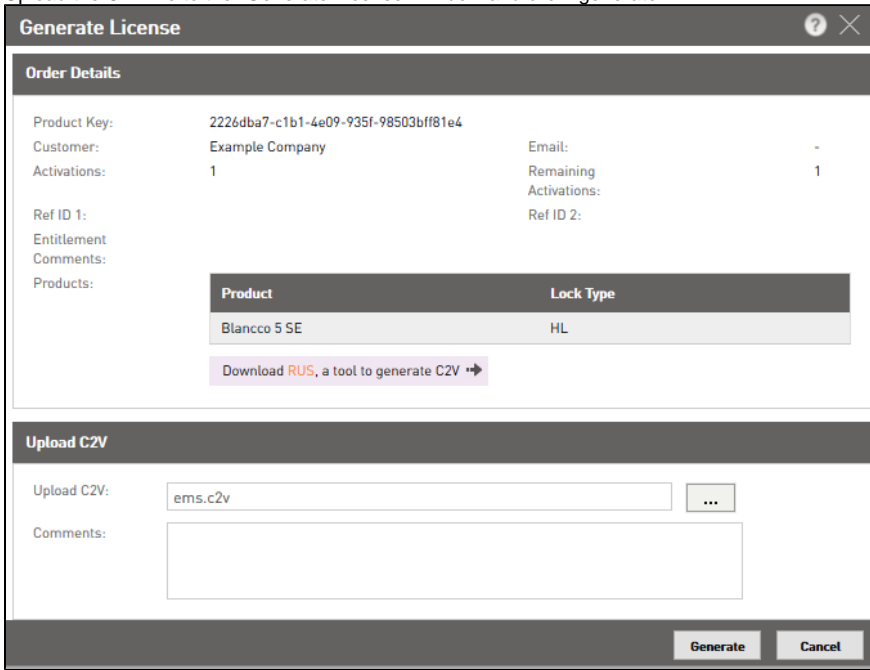 Generate License
?
Order Details
Product Key: 2226dba7-c1b1-4e09-935f-98503bff81e4
Customer: Example Company Email: -
Activations: 1 Remaining Activations: 1
Ref ID 1: Ref ID 2:
Entitlement
Comments:
Products:
Product Lock Type
Blancco 5 SE HL
Download RUS, a tool to generate C2V
Upload C2V
Upload C2V: ems.c2v ...
Comments:
Generate Cancel